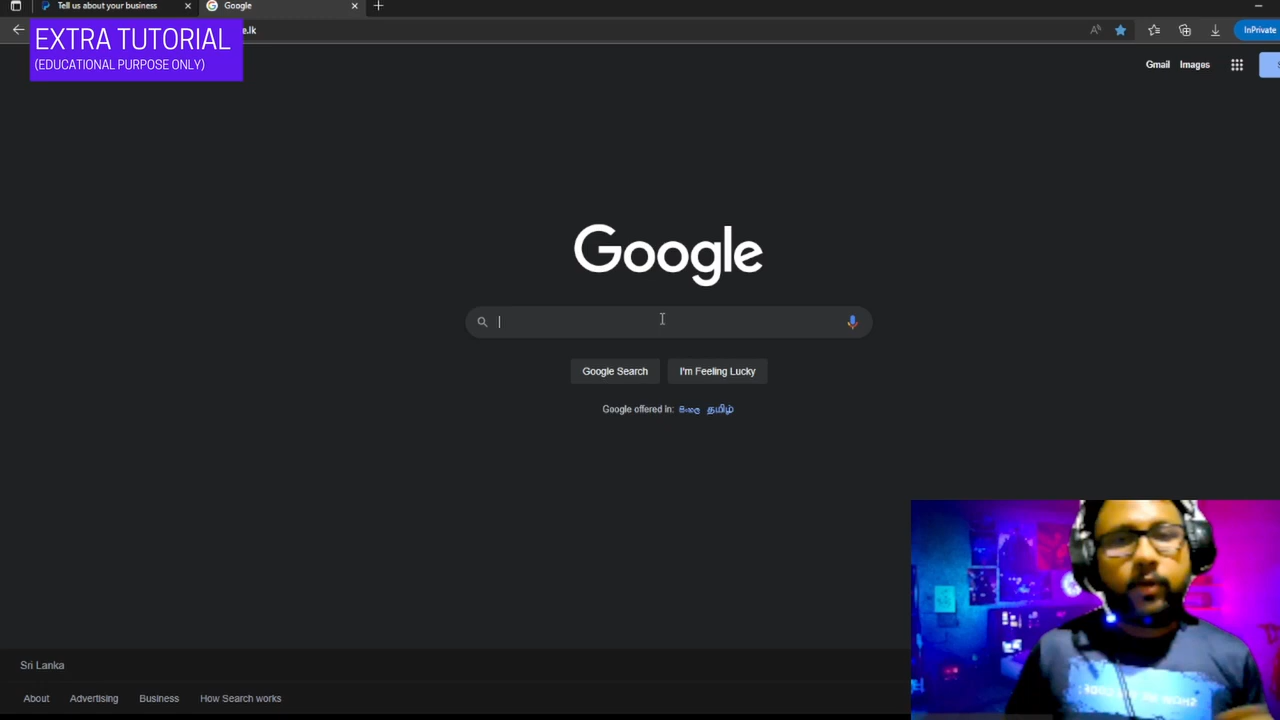 Tell us about your business
Google
EXTRA TUTORIAL
(EDUCATIONAL PURPOSE ONLY)
e.lk
InPrivate
Gmail
Images
Google
Google Search
I'm Feeling Lucky
Google offered in: සිංහල தமிழ்
Sri Lanka
About
Advertising
Business
How Search works